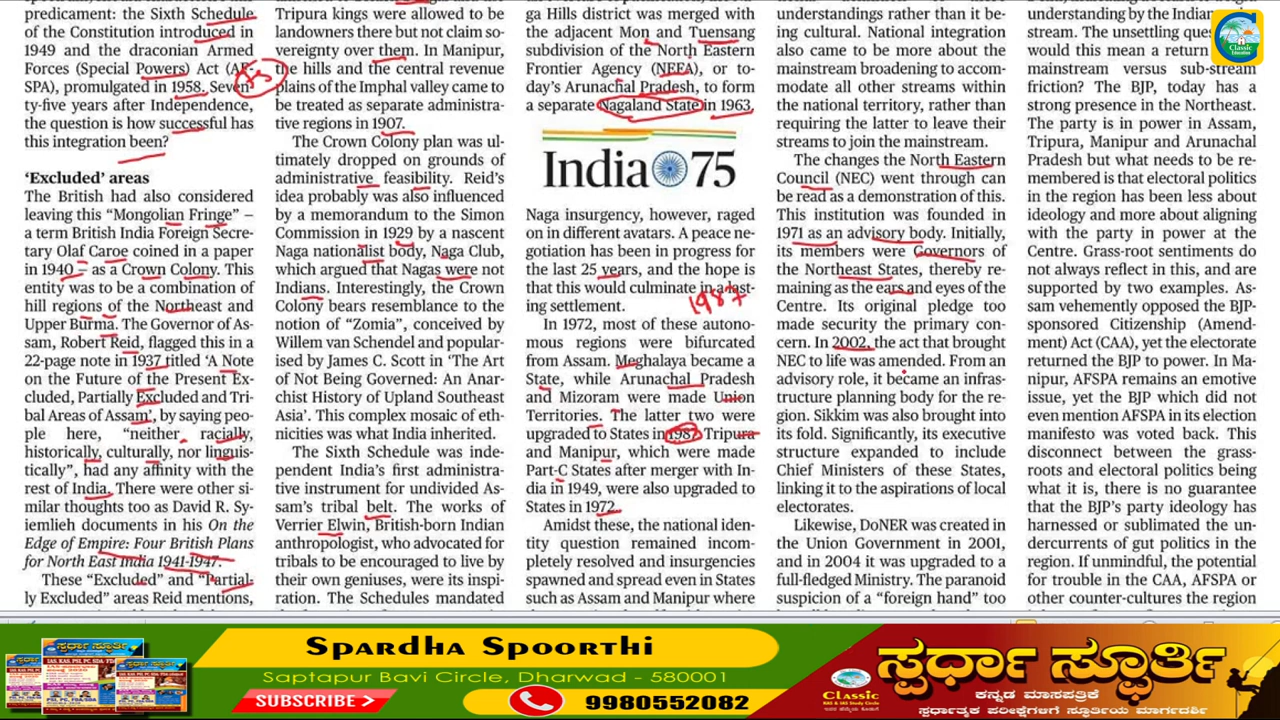 predicament: the Sixth Schedule
of the Constitution introduced in
1949 and the draconian Armed
Forces (Special Powers) Act (AF-
SPA), promulgated in 1958. Seven-
ty-five years after Independence,
the question is how successful has
this integration been?
'Excluded' areas
The British had also considered
leaving this "Mongolian Fringe" –
a term British India Foreign Secre-
tary Olaf Caroe coined in a paper
in 1940 – as a Crown Colony. This
entity was to be a combination of
hill regions of the Northeast and
Upper Burma. The Governor of As-
sam, Robert Reid, flagged this in a
22-page note in 1937 titled 'A Note
on the Future of the Present Ex-
cluded, Partially Excluded and Tri-
bal Areas of Assam', by saying peo-
ple here, "neither racially,
historically, culturally, nor linguis-
tically", had any affinity with the
rest of India. There were other si-
milar thoughts too as David R. Sy-
iemlieh documents in his On the
Edge of Empire: Four British Plans
for North East India 1941-1947.
These "Excluded" and "Partial-
ly Excluded" areas Reid mentions,
Tripura kings were allowed to be
landowners there but not claim so-
vereignty over them. In Manipur,
the hills and the central revenue
plains of the Imphal valley came to
be treated as separate administra-
tive regions in 1907.
The Crown Colony plan was ul-
timately dropped on grounds of
administrative feasibility. Reid's
idea probably was also influenced
by a memorandum to the Simon
Commission in 1929 by a nascent
Naga nationalist body, Naga Club,
which argued that Nagas were not
Indians. Interestingly, the Crown
Colony bears resemblance to the
notion of "Zomia", conceived by
Willem van Schendel and popular-
ised by James C. Scott in 'The Art
of Not Being Governed: An Anar-
chist History of Upland Southeast
Asia'. This complex mosaic of eth-
nicities was what India inherited.
The Sixth Schedule was inde-
pendent India's first administra-
tive instrument for undivided As-
sam's tribal belt. The works of
Verrier Elwin, British-born Indian
anthropologist, who advocated for
tribals to be encouraged to live by
their own geniuses, were its inspi-
ration. The Schedules mandated
ga Hills district was merged with
the adjacent Mon and Tuensang
subdivision of the North Eastern
Frontier Agency (NEFA), or to-
day's Arunachal Pradesh, to form
a separate Nagaland State in 1963.
India 75
Naga insurgency, however, raged
on in different avatars. A peace ne-
gotiation has been in progress for
the last 25 years, and the hope is
that this would culminate in a last-
ing settlement.
1987
In 1972, most of these autono-
mous regions were bifurcated
from Assam. Meghalaya became a
State, while Arunachal Pradesh
and Mizoram were made Union
Territories. The latter two were
upgraded to States in 1987. Tripura
and Manipur, which were made
Part-C States after merger with In-
dia in 1949, were also upgraded to
States in 1972.
Amidst these, the national iden-
tity question remained incom-
pletely resolved and insurgencies
spawned and spread even in States
such as Assam and Manipur where
understandings rather than it be-
ing cultural. National integration
also came to be more about the
mainstream broadening to accom-
modate all other streams within
the national territory, rather than
requiring the latter to leave their
streams to join the mainstream.
The changes the North Eastern
Council (NEC) went through can
be read as a demonstration of this.
This institution was founded in
1971 as an advisory body. Initially,
its members were Governors of
the Northeast States, thereby re-
maining as the ears and eyes of the
Centre. Its original pledge too
made security the primary con-
cern. In 2002, the act that brought
NEC to life was amended. From an
advisory role, it became an infras-
tructure planning body for the re-
gion. Sikkim was also brought into
its fold. Significantly, its executive
structure expanded to include
Chief Ministers of these States,
linking it to the aspirations of local
electorates.
Likewise, DoNER was created in
the Union Government in 2001,
and in 2004 it was upgraded to a
full-fledged Ministry. The paranoid
suspicion of a "foreign hand" too
understanding by the Indian
stream. The unsettling
would this mean a return
mainstream versus sub-stream
friction? The BJP, today has a
strong presence in the Northeast.
The party is in power in Assam,
Tripura, Manipur and Arunachal
Pradesh but what needs to be re-
membered is that electoral politics
in the region has been less about
ideology and more about aligning
with the party in power at the
Centre. Grass-root sentiments do
not always reflect in this, and are
supported by two examples. As-
sam vehemently opposed the BJP-
sponsored Citizenship (Amend-
ment) Act (CAA), yet the electorate
returned the BJP to power. In Ma-
nipur, AFSPA remains an emotive
issue, yet the BJP which did not
even mention AFSPA in its election
manifesto was voted back. This
disconnect between the grass-
roots and electoral politics being
what it is, there is no guarantee
that the BJP's party ideology has
harnessed or sublimated the un-
dercurrents of gut politics in the
region. If unmindful, the potential
for trouble in the CAA, AFSPA or
other counter-cultures the region
Classic
Education
Spardha Spoorthi
Saptapur Bavi Circle, Dharwad - 580001
SUBSCRIBE
9980552082
Classic
IAS & KAS Study Circle
ಸ್ಪರ್ಧಾ ಸ್ಫೂರ್ತಿ
ಕನ್ನಡ ಮಾಸಪತ್ರಿಕೆ
ಸ್ಪರ್ಧಾತ್ಮಕ ಪರೀಕ್ಷೆಗಳಿಗೆ ಸ್ಫೂರ್ತಿಯ ಮಾರ್ಗದರ್ಶಿ